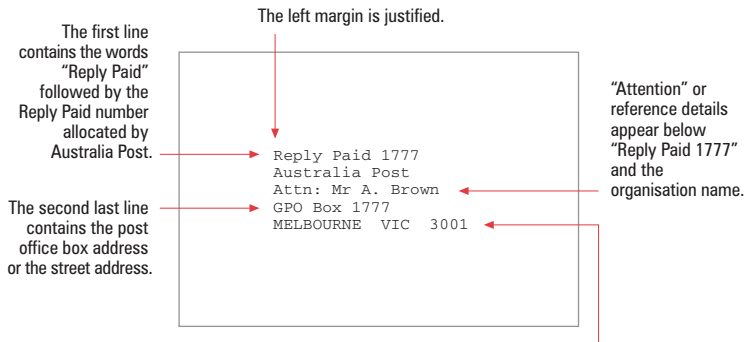 The left margin is justified.
The first line
contains the words
“Reply Paid”
followed by the
Reply Paid number
allocated by
Australia Post.
The second last line
contains the post
office box address
or the street address.
Reply Paid 1777
Australia Post
Attn: Mr A. Brown
GPO Box 1777
MELBOURNE VIC 3001
“Attention” or
reference details
appear below
“Reply Paid 1777”
and the
organisation name.